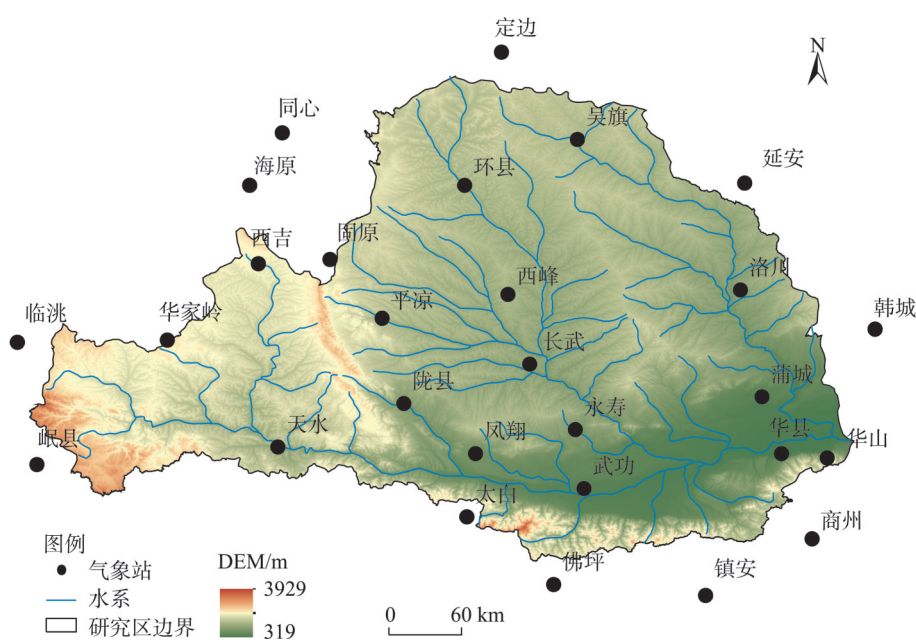 定边
N
吴旗
同心
延安
海原
环县
固原
西吉
西峰
洛川
平凉
韩城
临洮
华家岭
长武
陇县
蒲城
永寿
天水
凤翔
华县
华山
岷县
武功
太白
商州
图例
佛坪
镇安
气象站
水系
研究区边界
DEM/m
3929
319
0 60 km